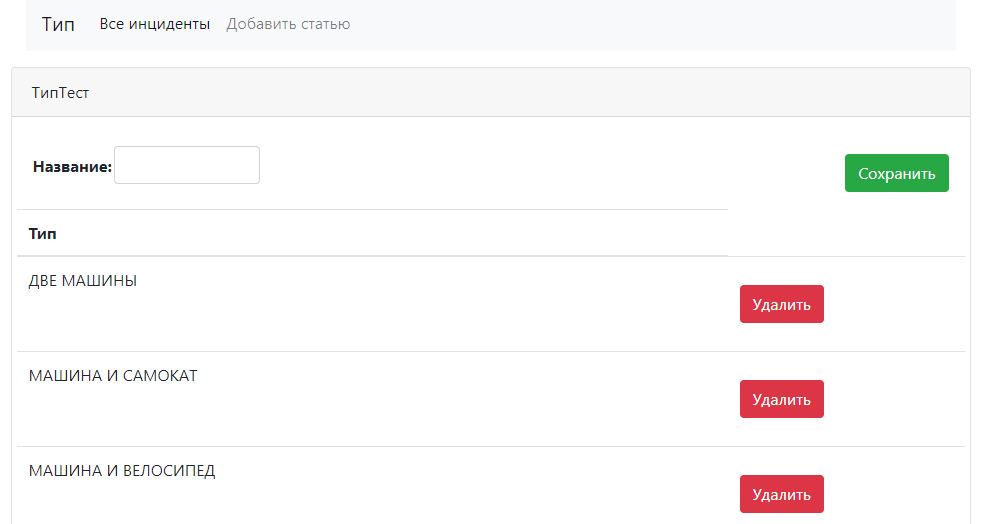 Тип Все инциденты Добавить статью
ТипТест
Название: Сохранить
Тип
ДВЕ МАШИНЫ
Удалить
МАШИНА И САМОКАТ
Удалить
МАШИНА И ВЕЛОСИПЕД
Удалить